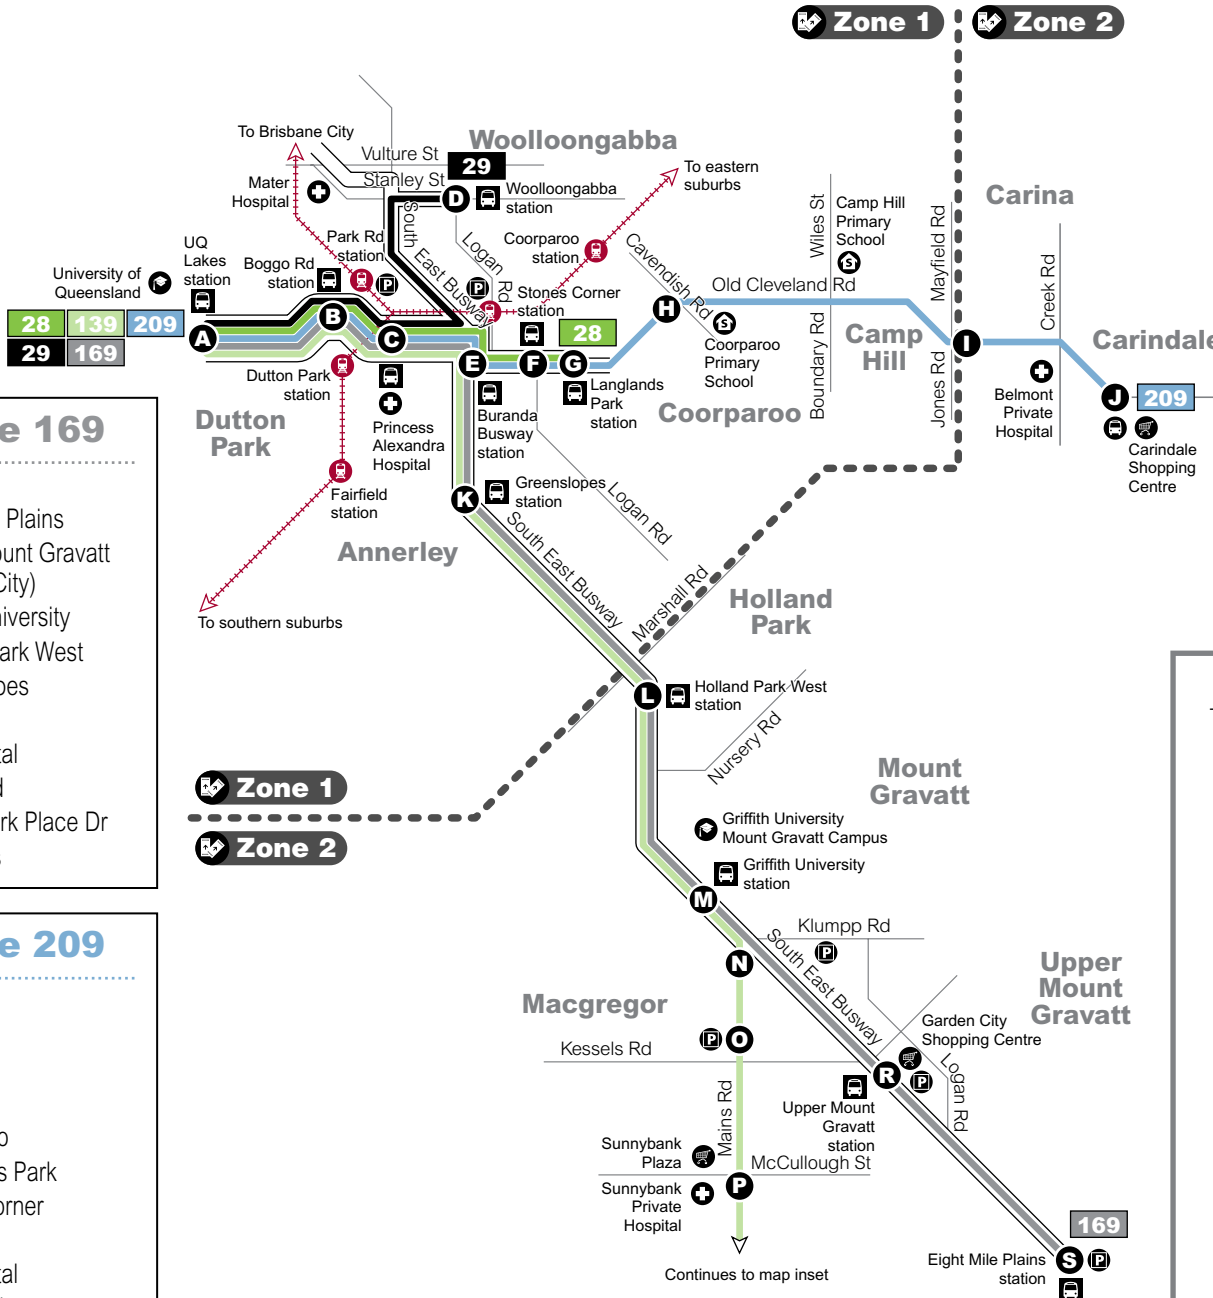 Zone 1
Zone 2
To Brisbane City
Woolloongabba
Vulture St
29
To eastern
suburbs
Stanley St
Mater
Hospital
D
Woolloongabba
station
Carina
Wiles St
Camp Hill
Primary
School
Mayfield Rd
South
East Busway
Logan
Rd
Park Rd
station
Coorparoo
station
Cavendish Rd
UQ
Lakes
station
Boggo Rd
station
University of
Queensland
Old Cleveland Rd
Creek Rd
Stones Corner
station
28
139
209
29
169
A
B
C
E
F
G
H
I
J
28
Coorparoo
Primary
School
Boundary Rd
Camp
Hill
Jones Rd
Carindale
Dutton Park
station
Langlands
Park
station
Coorparoo
Belmont
Private
Hospital
209
Carindale
Shopping
Centre
Dutton
Park
Princess
Alexandra
Hospital
Buranda
Busway
station
e 169
Fairfield
station
K
Greenslopes
station
Logan Rd
Annerley
South East Busway
Plains
ount Gravatt
City)
niversity
ark West
pes
tal
d
rk Place Dr
s
To southern suburbs
Marshall Rd
Holland
Park
L
Holland Park West
station
Nursery Rd
Zone 1
Zone 2
Mount
Gravatt
Griffith University
Mount Gravatt Campus
Griffith University
station
M
Klumpp Rd
South East Busway
e 209
N
Upper
Mount
Gravatt
Macgregor
Garden City
Shopping Centre
P
O
Kessels Rd
Logan Rd
R
P
Mains Rd
Upper Mount
Gravatt
station
o
s Park
orner
tal
Sunnybank
Plaza
McCullough St
Sunnybank
Private
Hospital
P
169
Eight Mile Plains
station
S
P
Continues to map inset